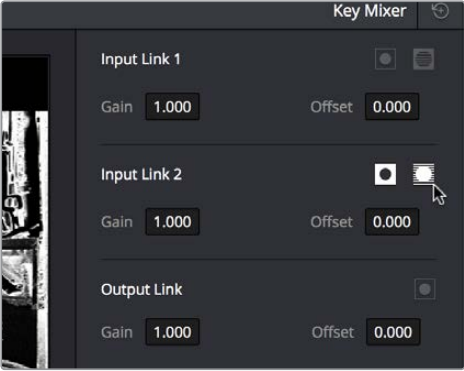 Key Mixer
Input Link 1
Gain 1.000 Offset 0.000
Input Link 2
Gain 1.000 Offset 0.000
Output Link
Gain 1.000 Offset 0.000